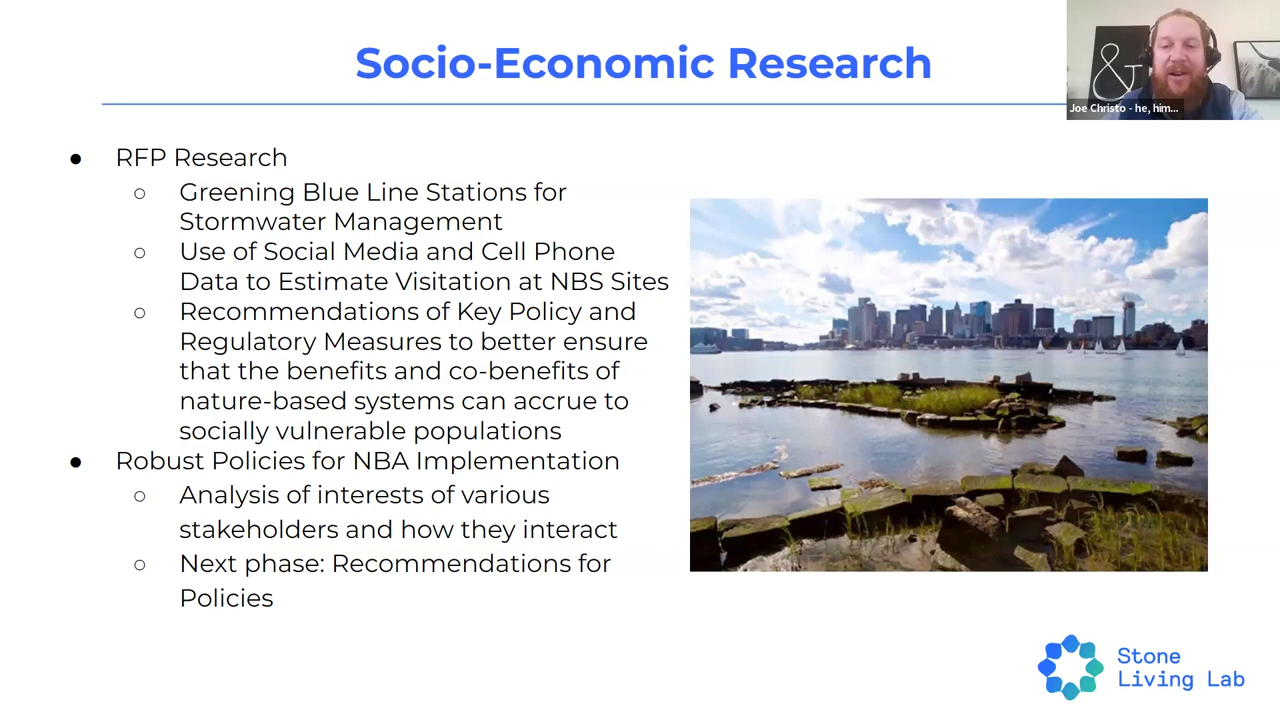 Socio-Economic Research
&
Joe Christo - he, him...
● RFP Research
○ Greening Blue Line Stations for
Stormwater Management
○ Use of Social Media and Cell Phone
Data to Estimate Visitation at NBS Sites
○ Recommendations of Key Policy and
Regulatory Measures to better ensure
that the benefits and co-benefits of
nature-based systems can accrue to
socially vulnerable populations
● Robust Policies for NBA Implementation
○ Analysis of interests of various
stakeholders and how they interact
○ Next phase: Recommendations for
Policies
Stone
Living Lab